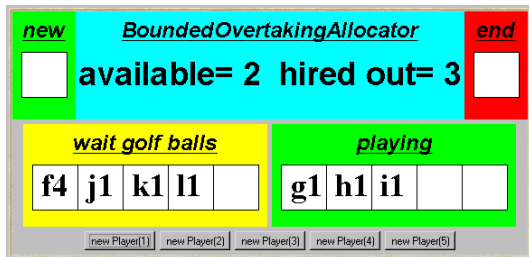 new BoundedOvertakingAllocator end
available= 2 hired out= 3
wait golf balls playing
f4 j1 k1 l1 g1 h1 i1
new Player(1) new Player(2) new Player(3) new Player(4) new Player(5)